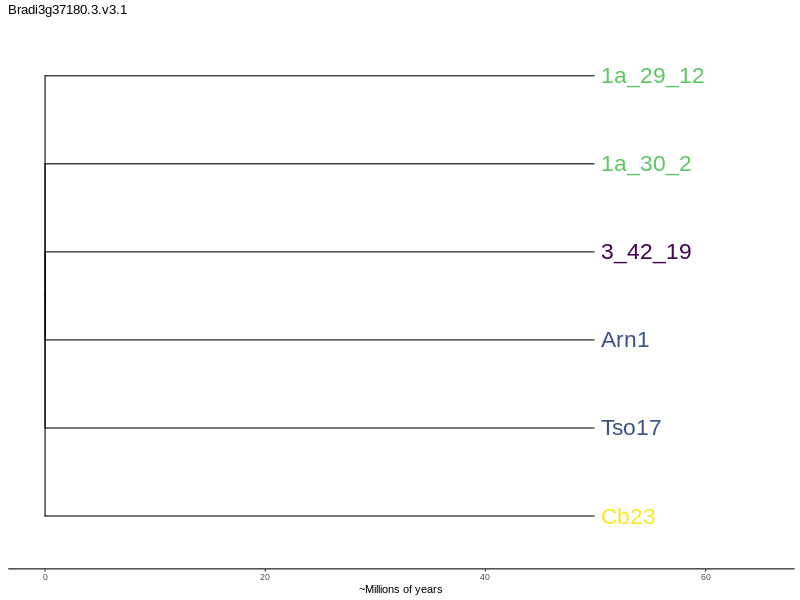 Bradi3g37180.3.v3.1
1a_29_12
1a_30_2
3_42_19
Arn1
Tso17
Cb23
0 20 40 60
~Millions of years